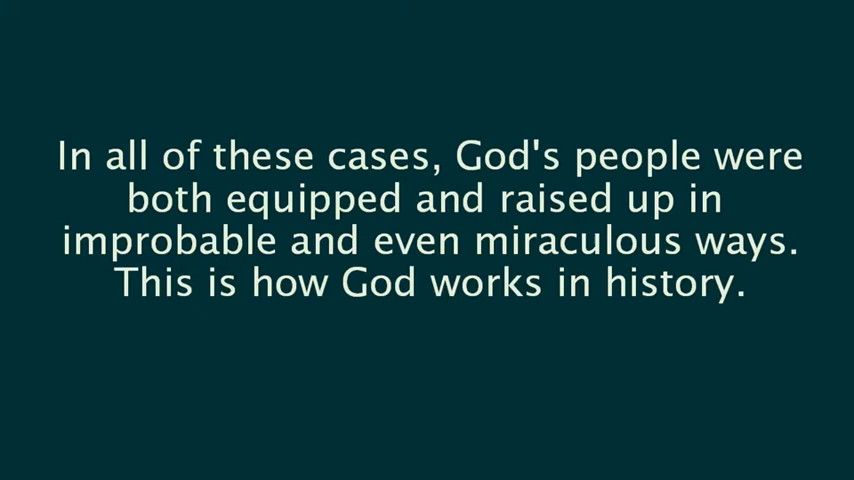 In all of these cases, God's people were
both equipped and raised up in
improbable and even miraculous ways.
This is how God works in history.